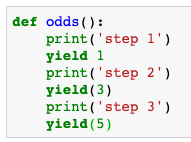 def odds():
    print('step 1')
    yield 1
    print('step 2')
    yield(3)
    print('step 3')
    yield(5)